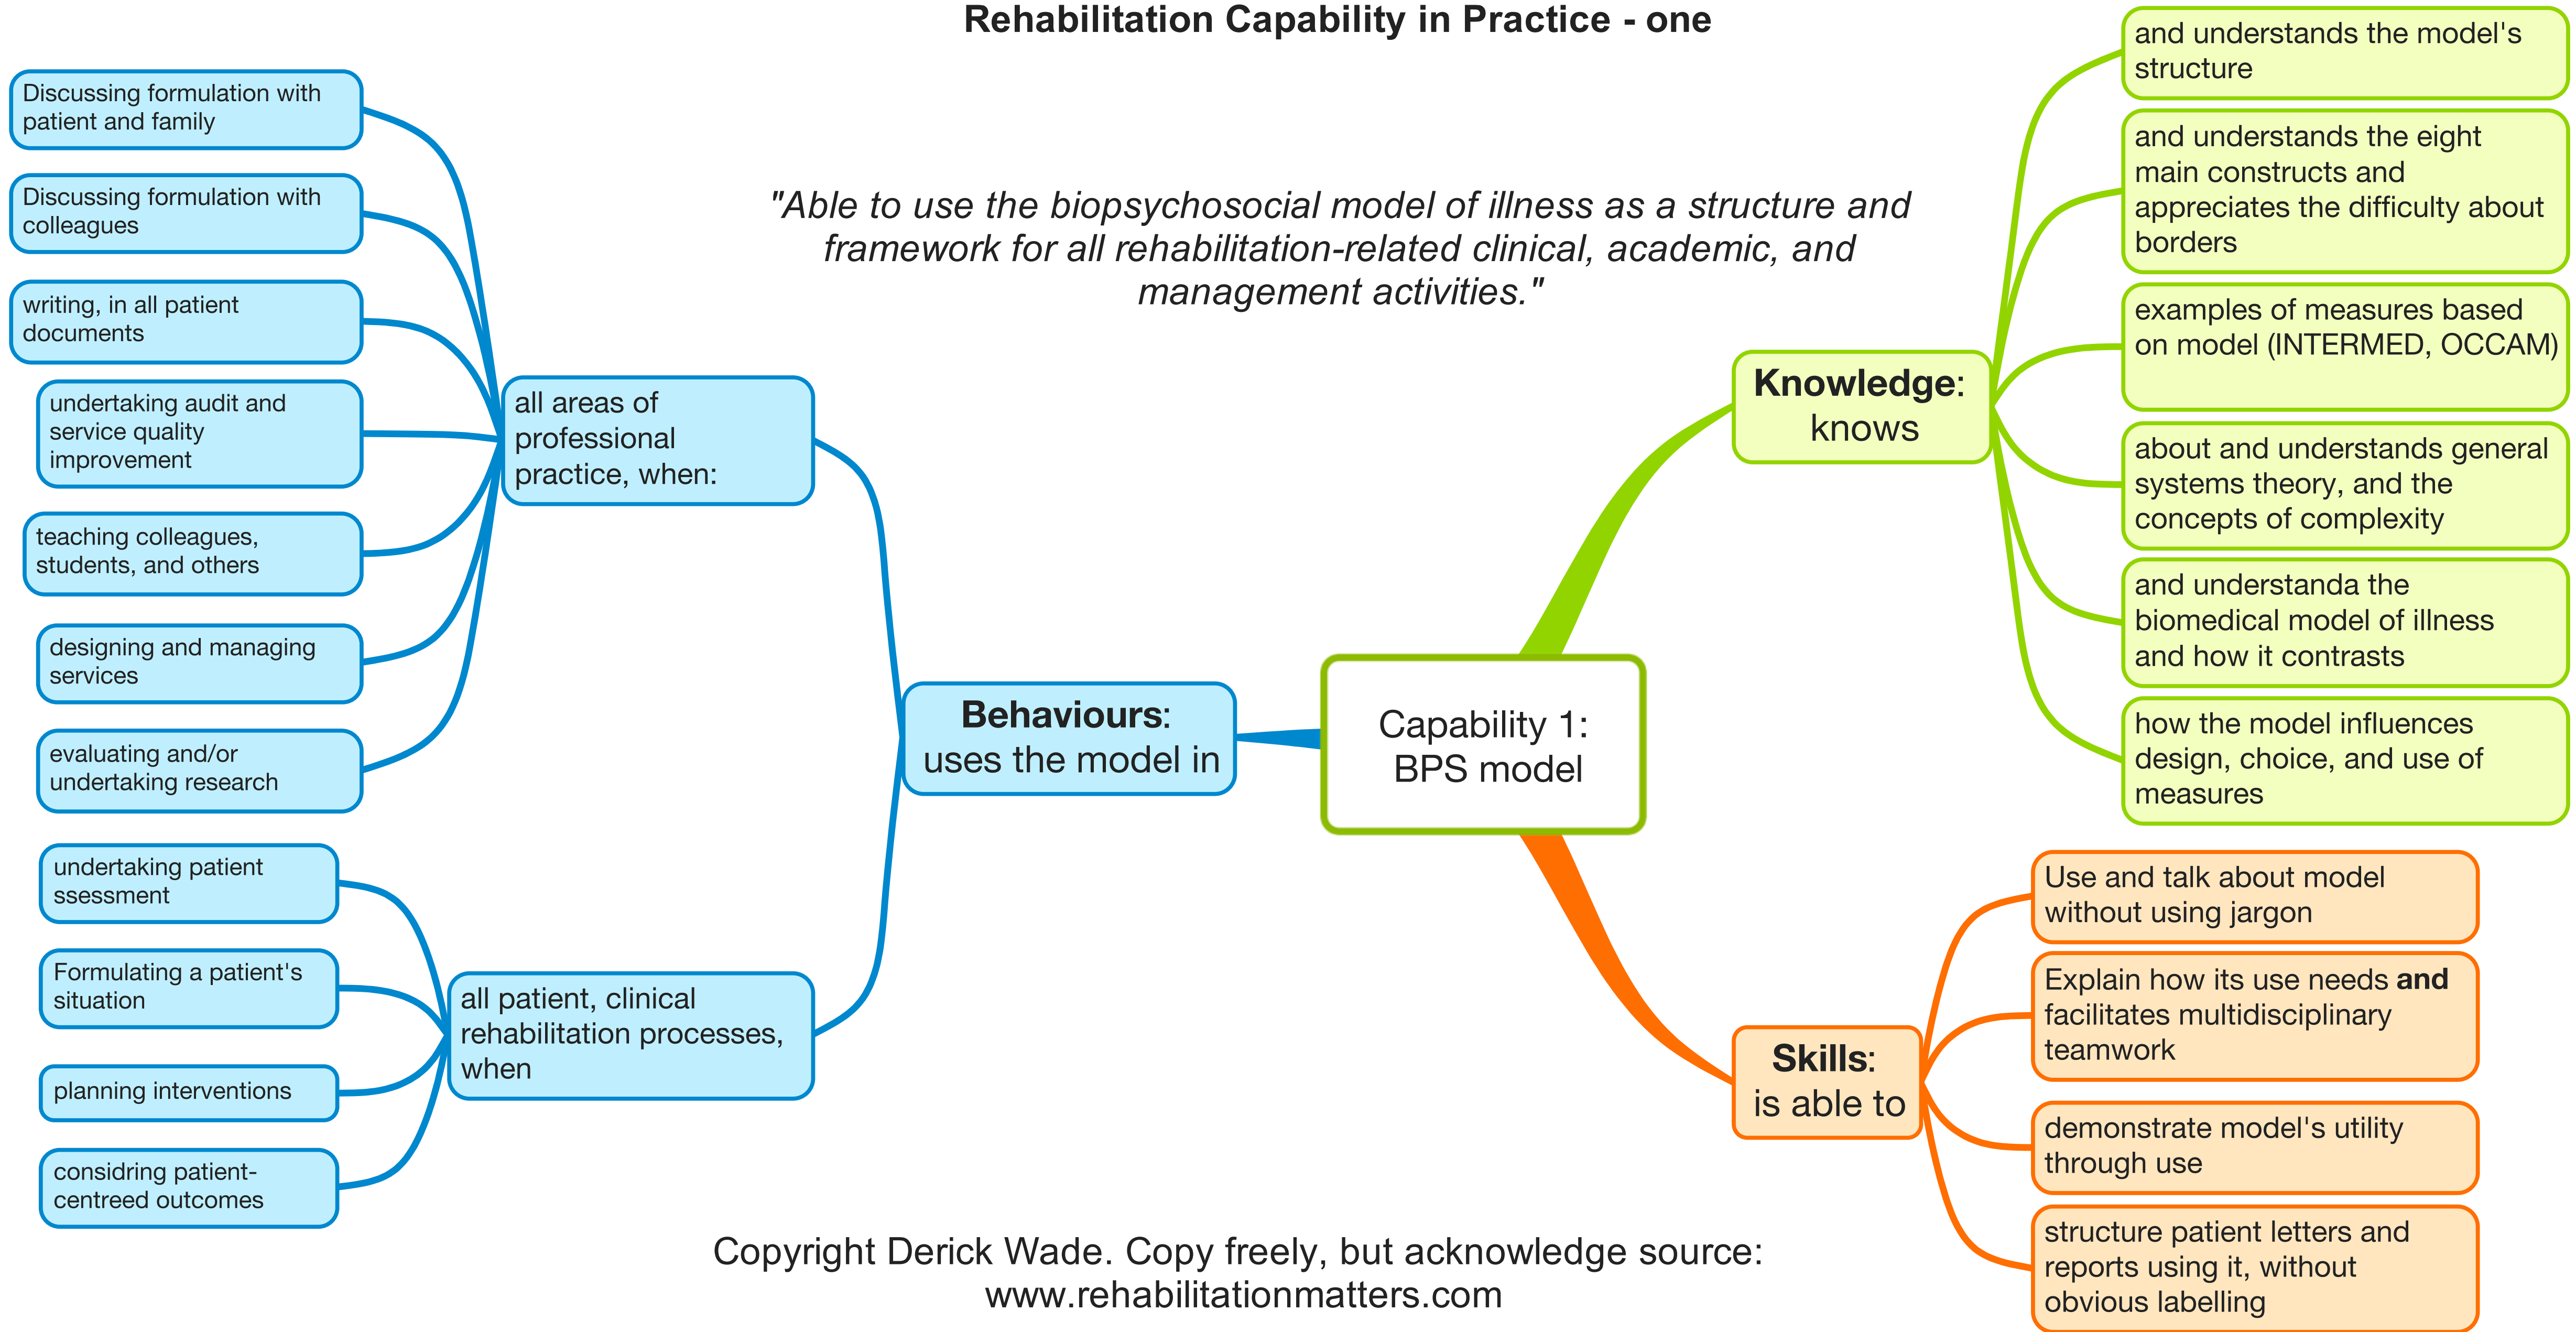 Rehabilitation Capability in Practice - one
"Able to use the biopsychosocial model of illness as a structure and
framework for all rehabilitation-related clinical, academic, and
management activities."
Discussing formulation with
patient and family
Discussing formulation with
colleagues
writing, in all patient
documents
undertaking audit and
service quality
improvement
teaching colleagues,
students, and others
designing and managing
services
evaluating and/or
undertaking research
all areas of
professional
practice, when:
undertaking patient
ssessment
Formulating a patient's
situation
planning interventions
considring patient-
centreed outcomes
all patient, clinical
rehabilitation processes,
when
Behaviours:
uses the model in
Capability 1:
BPS model
Knowledge:
knows
and understands the model's
structure
and understands the eight
main constructs and
appreciates the difficulty about
borders
examples of measures based
on model (INTERMED, OCCAM)
about and understands general
systems theory, and the
concepts of complexity
and understanda the
biomedical model of illness
and how it contrasts
how the model influences
design, choice, and use of
measures
Skills:
is able to
Use and talk about model
without using jargon
Explain how its use needs and
facilitates multidisciplinary
teamwork
demonstrate model's utility
through use
structure patient letters and
reports using it, without
obvious labelling
Copyright Derick Wade. Copy freely, but acknowledge source:
www.rehabilitationmatters.com